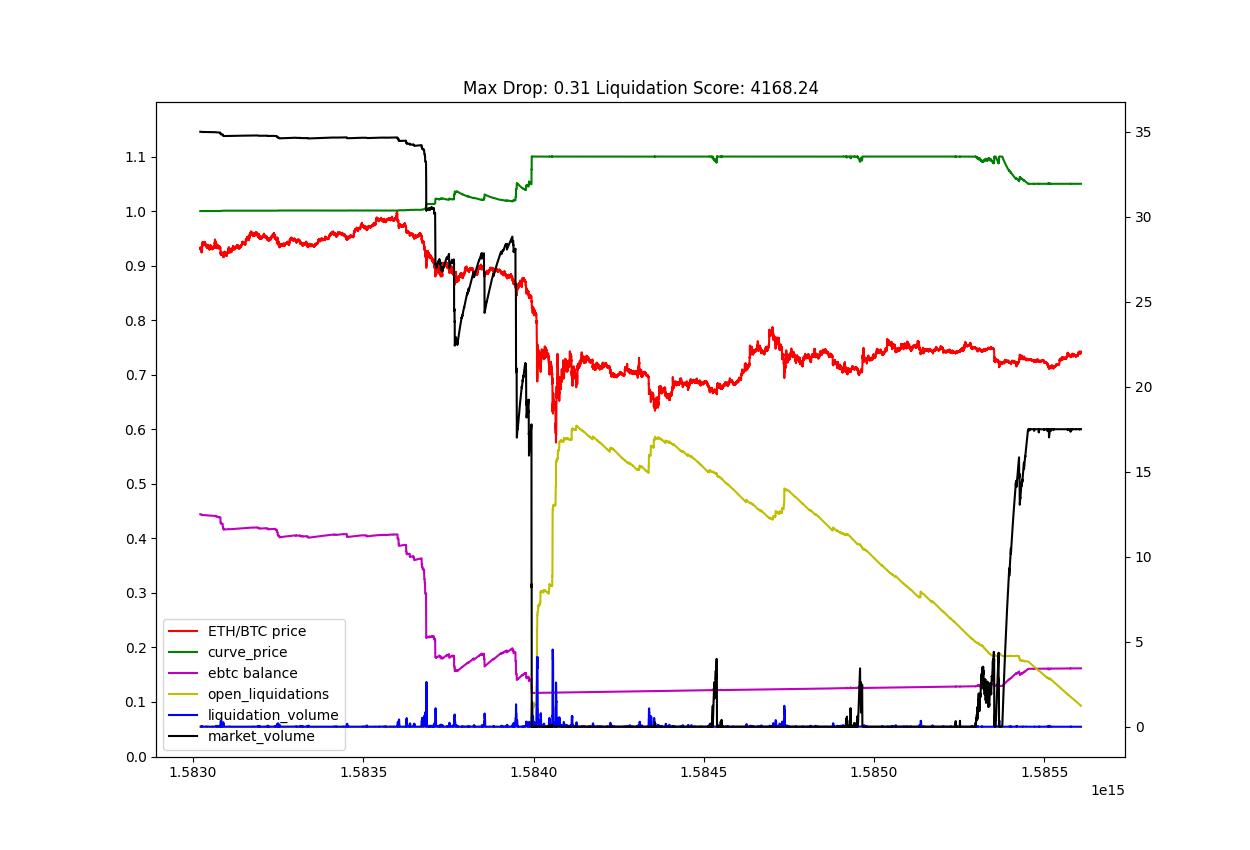 Max Drop: 0.31 Liquidation Score: 4168.24
1.1
1.0
0.9
0.8
0.7
0.6
0.5
0.4
0.3
0.2
0.1
0.0
35
30
25
20
15
10
5
0
ETH/BTC price
curve_price
ebtc balance
open_liquidations
liquidation_volume
market_volume
1.5830 1.5835 1.5840 1.5845 1.5850 1.5855
1e15